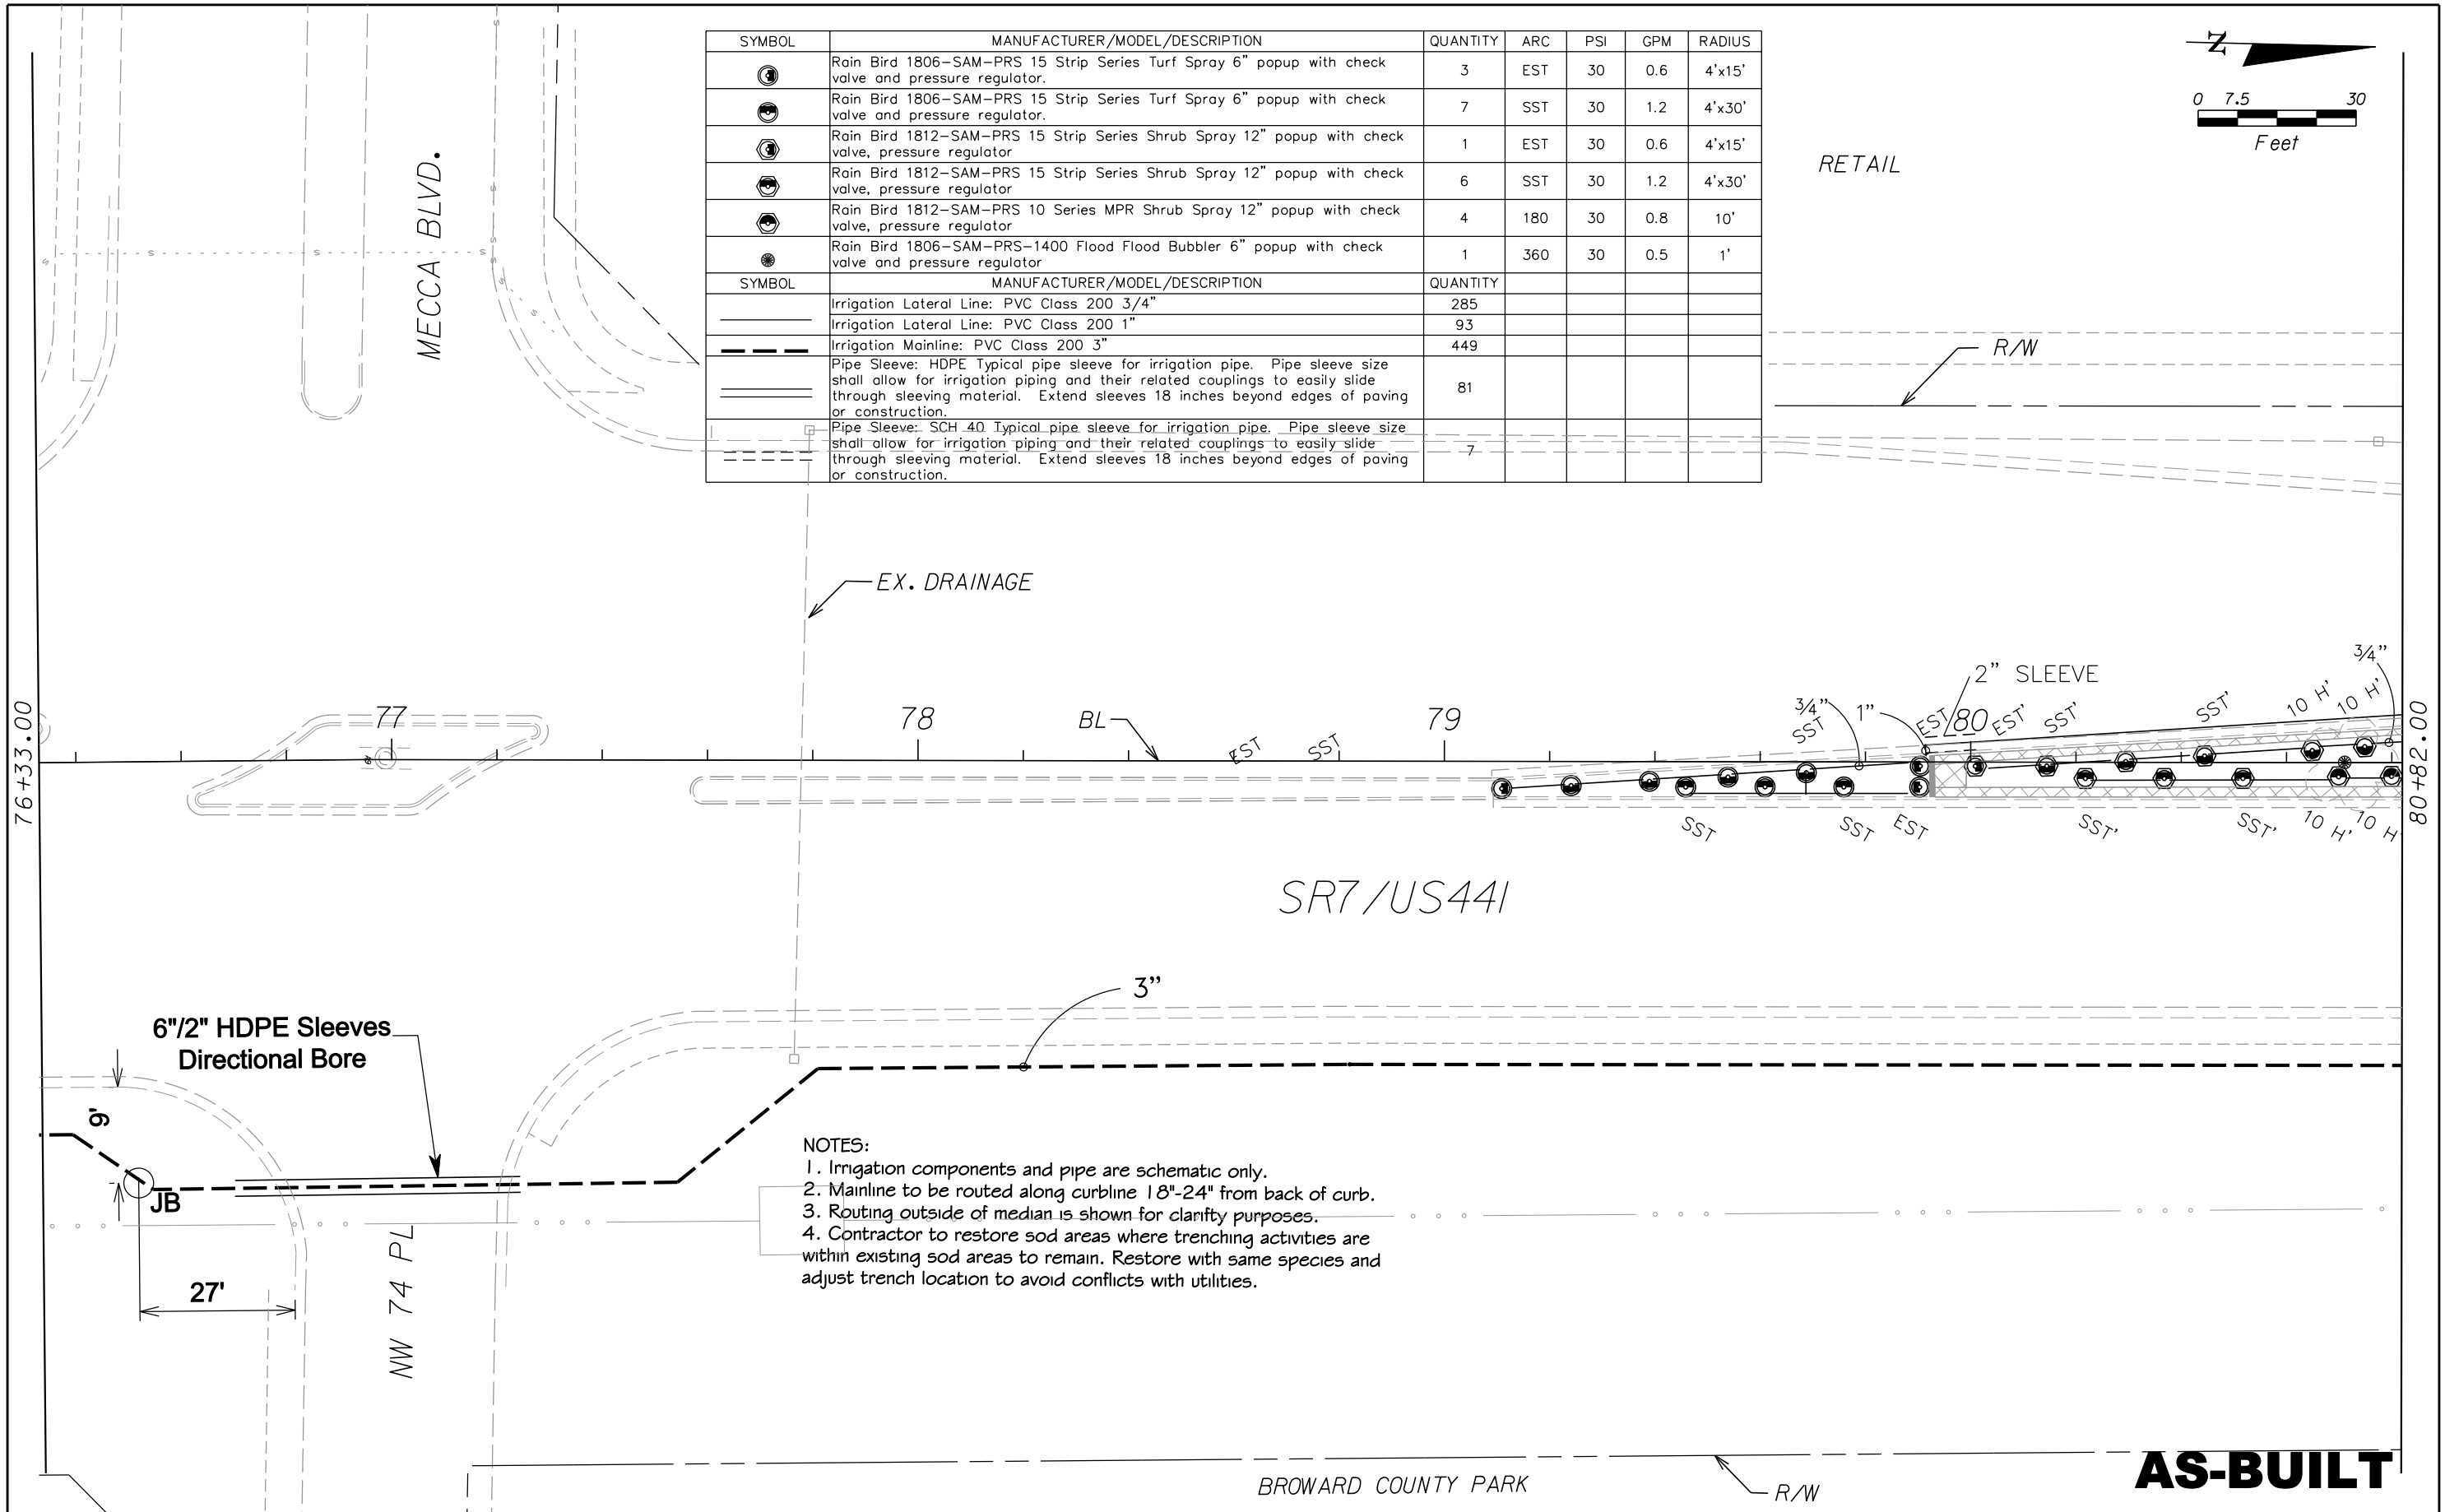 SYMBOL MANUFACTURER/MODEL/DESCRIPTION QUANTITY ARC PSI GPM RADIUS
Rain Bird 1806-SAM-PRS 15 Strip Series Turf Spray 6" popup with check
valve and pressure regulator.
3 EST 30 0.6 4'x15'
Rain Bird 1806-SAM-PRS 15 Strip Series Turf Spray 6" popup with check
valve and pressure regulator.
7 SST 30 1.2 4'x30'
Rain Bird 1812-SAM-PRS 15 Strip Series Shrub Spray 12" popup with check
valve, pressure regulator
1 EST 30 0.6 4'x15'
Rain Bird 1812-SAM-PRS 15 Strip Series Shrub Spray 12" popup with check
valve, pressure regulator
6 SST 30 1.2 4'x30'
Rain Bird 1812-SAM-PRS 10 Series MPR Shrub Spray 12" popup with check
valve, pressure regulator
4 180 30 0.8 10'
Rain Bird 1806-SAM-PRS-1400 Flood Flood Bubbler 6" popup with check
valve and pressure regulator
1 360 30 0.5 1'
SYMBOL MANUFACTURER/MODEL/DESCRIPTION QUANTITY
Irrigation Lateral Line: PVC Class 200 3/4" 285
Irrigation Lateral Line: PVC Class 200 1" 93
Irrigation Mainline: PVC Class 200 3" 449
Pipe Sleeve: HDPE Typical pipe sleeve for irrigation pipe. Pipe sleeve size
shall allow for irrigation piping and their related couplings to easily slide
through sleeving material. Extend sleeves 18 inches beyond edges of paving
or construction.
81
Pipe Sleeve: SCH 40 Typical pipe sleeve for irrigation pipe. Pipe sleeve size
shall allow for irrigation piping and their related couplings to easily slide
through sleeving material. Extend sleeves 18 inches beyond edges of paving
or construction.
7
N
0 7.5 30
Feet
RETAIL
MECCA BLVD.
R/W
EX. DRAINAGE
76+33.00
77
78
BL
79
80
EST
SST
SST
3/4"
1"
EST
2" SLEEVE
EST'
SST'
SST'
10 H'
10 H'
3/4"
80+82.00
SST
SST
EST
SST'
SST'
10 H'
10 H'
SR7/US441
3"
6"/2" HDPE Sleeves
Directional Bore
9'
JB
27'
NW 74 PL
NOTES:
1. Irrigation components and pipe are schematic only.
2. Mainline to be routed along curbline 18"-24" from back of curb.
3. Routing outside of median is shown for clarifty purposes.
4. Contractor to restore sod areas where trenching activities are
within existing sod areas to remain. Restore with same species and
adjust trench location to avoid conflicts with utilities.
BROWARD COUNTY PARK
R/W
AS-BUILT